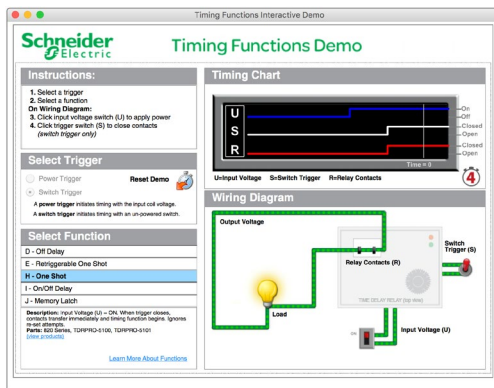 Timing Functions Interactive Demo
Schneider
Electric
Timing Functions Demo
Instructions:
1. Select a trigger
2. Select a function
On Wiring Diagram:
3. Click input voltage switch (U) to apply power
4. Click trigger switch (S) to close contacts
(switch trigger only)
Select Trigger
Power Trigger
Reset Demo
Switch Trigger
A power trigger initiates timing with the input coil voltage.
A switch trigger initiates timing with an un-powered switch.
Select Function
D - Off Delay
E - Retriggerable One Shot
H - One Shot
I - On/Off Delay
J - Memory Latch
Description: Input Voltage (U) = ON. When trigger closes,
contacts transfer immediately and timing function begins. Ignores
re-set attempts.
Parts: 820 Series, TDRPRO-5100, TDRPRO-5101
(view products)
Learn More About Functions
Timing Chart
U
S
R
On
Off
Closed
Open
Closed
Open
Time = 0
U=Input Voltage S=Switch Trigger R=Relay Contacts
4
Wiring Diagram
Output Voltage
Relay Contacts (R)
Switch
Trigger (S)
Load
TIME DELAY RELAY (top view)
ON
Input Voltage (U)